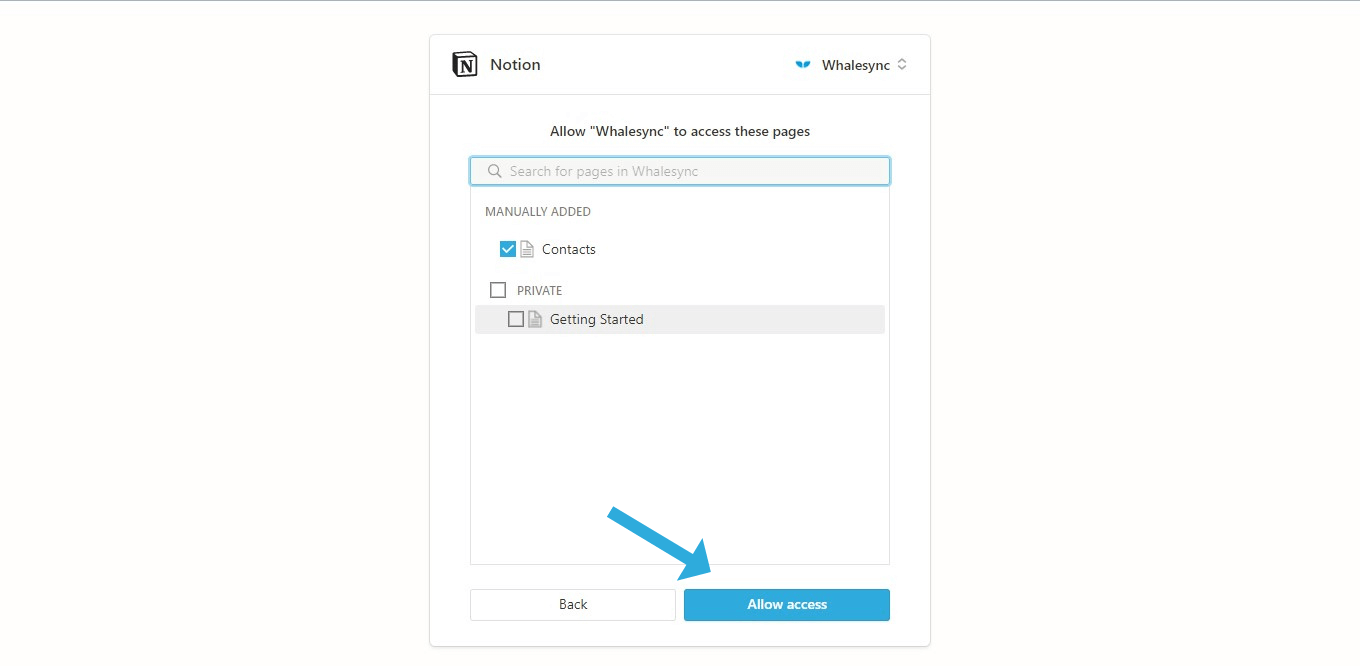 Notion
Whalesync
Allow "Whalesync" to access these pages
Search for pages in Whalesync
MANUALLY ADDED
Contacts
PRIVATE
Getting Started
Back
Allow access